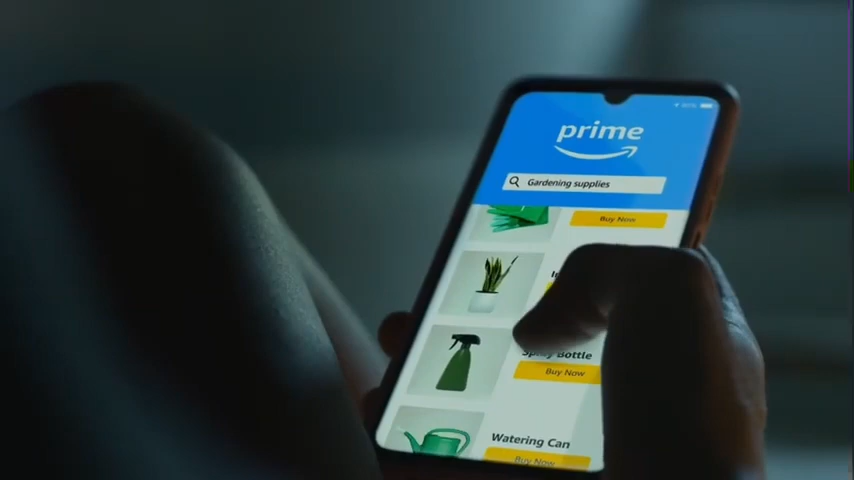 prime
Gardening supplies
Buy Now
Spray Bottle
Buy Now
Watering Can
Buy Now